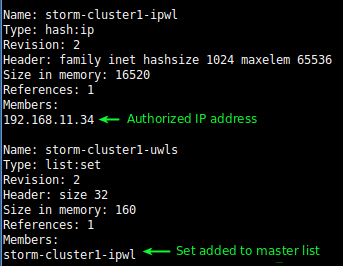 Name: storm-cluster1-ipwl
Type: hash:ip
Revision: 2
Header: family inet hashsize 1024 maxelem 65536
Size in memory: 16520
References: 1
Members:
192.168.11.34 Authorized IP address
Name: storm-cluster1-uwls
Type: list:set
Revision: 2
Header: size 32
Size in memory: 160
References: 1
Members:
storm-cluster1-ipwl Set added to master list